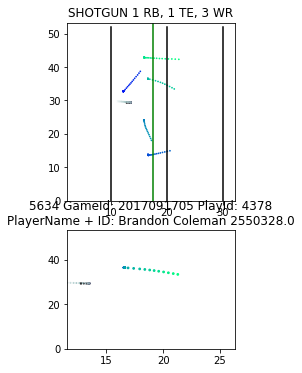 SHOTGUN 1 RB, 1 TE, 3 WR
50
40
30
20
10
0
10 20 30
5634 GameId: 2017091705 PlayId: 4378
PlayerName + ID: Brandon Coleman 2550328.0
40
20
0
15 20 25